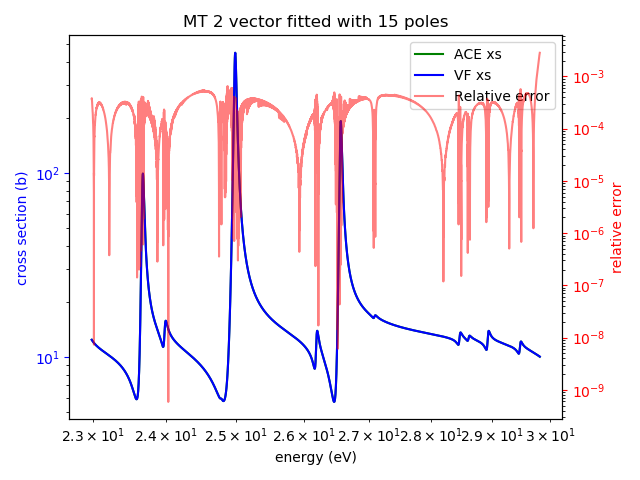 MT 2 vector fitted with 15 poles
ACE xs
VF xs
Relative error
cross section (b)
10²
10¹
relative error
10⁻³
10⁻⁴
10⁻⁵
10⁻⁶
10⁻⁷
10⁻⁸
10⁻⁹
2.3 × 10¹ 2.4 × 10¹ 2.5 × 10¹ 2.6 × 10¹ 2.7 × 10¹ 2.8 × 10¹ 2.9 × 10¹ 3 × 10¹
energy (eV)